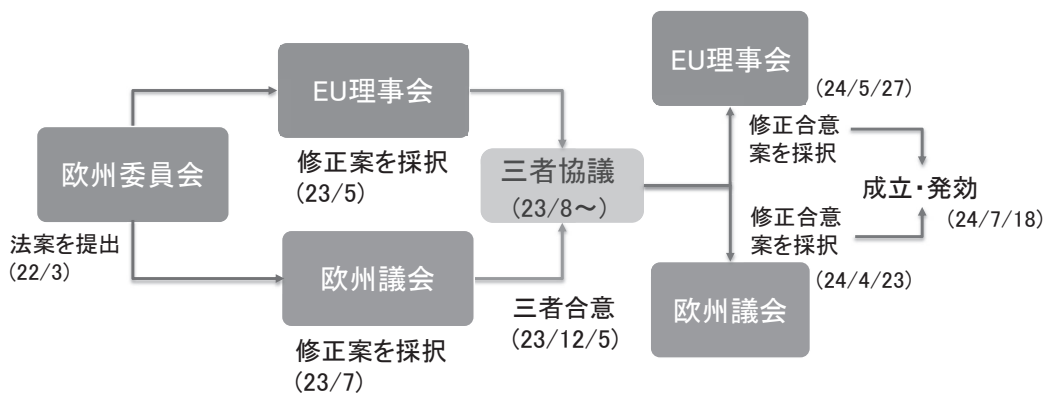 欧州委員会
法案を提出
(22/3)
EU理事会
修正案を採択
(23/5)
欧州議会
修正案を採択
(23/7)
三者協議
(23/8～)
三者合意
(23/12/5)
EU理事会
(24/5/27)
修正合意
案を採択
修正合意
案を採択
(24/4/23)
欧州議会
成立・発効
(24/7/18)